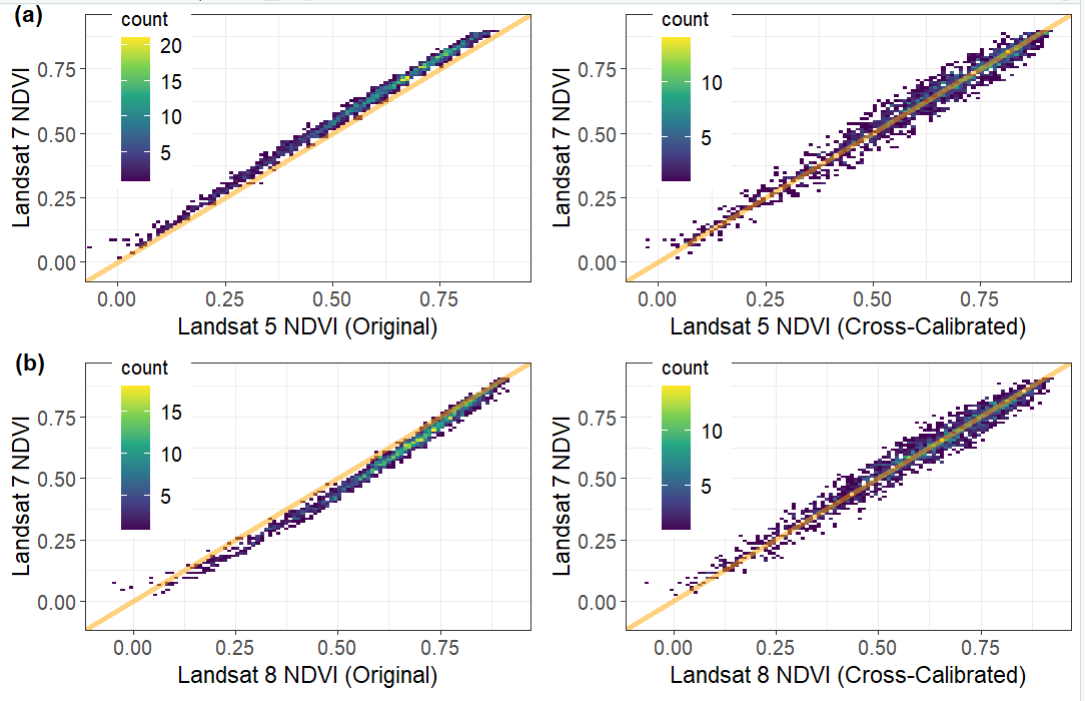 (a)
count
20
15
10
5
Landsat 7 NDVI
0.75
0.50
0.25
0.00
0.00 0.25 0.50 0.75
Landsat 5 NDVI (Original)
count
10
5
Landsat 7 NDVI
0.75
0.50
0.25
0.00
0.00 0.25 0.50 0.75
Landsat 5 NDVI (Cross-Calibrated)
(b)
count
15
10
5
Landsat 7 NDVI
0.75
0.50
0.25
0.00
0.00 0.25 0.50 0.75
Landsat 8 NDVI (Original)
count
10
5
Landsat 7 NDVI
0.75
0.50
0.25
0.00
0.00 0.25 0.50 0.75
Landsat 8 NDVI (Cross-Calibrated)